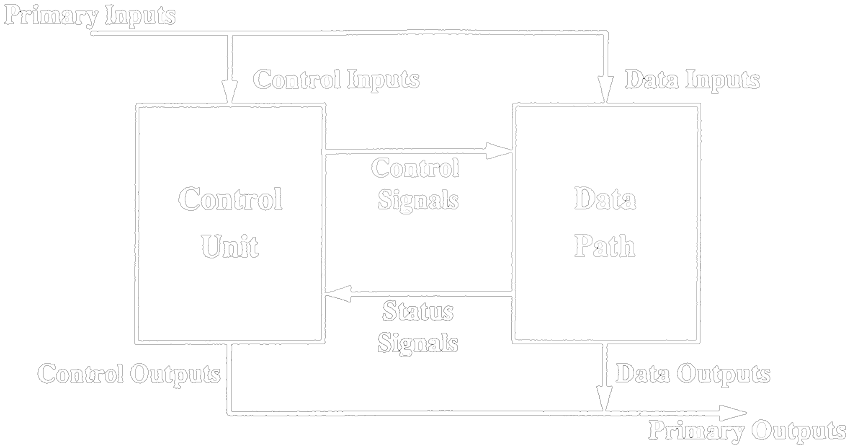 Primary Inputs
Control Inputs
Data Inputs
Control
Signals
Control
Unit
Data
Path
Status
Signals
Control Outputs
Data Outputs
Primary Outputs